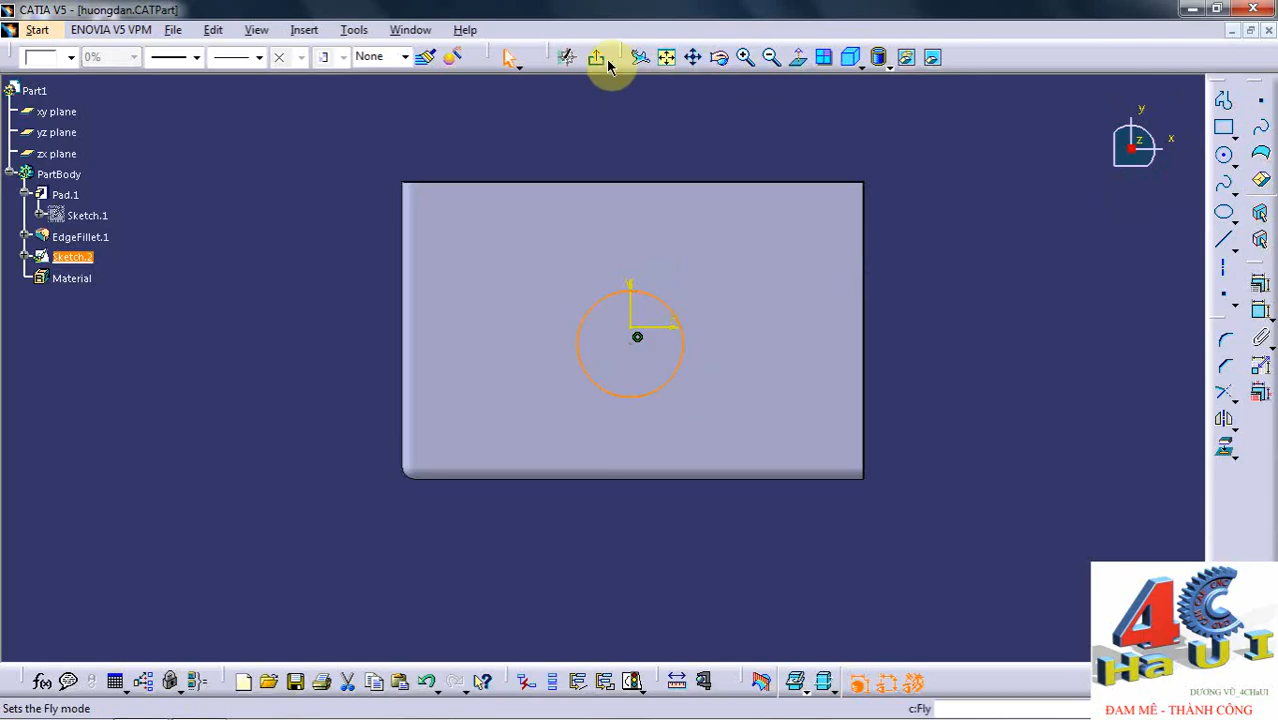 CATIA V5 - [huongdan.CATPart]
Start ENOVIA V5 VPM File Edit View Insert Tools Window Help
0% None
Part1
xy plane
yz plane
zx plane
PartBody
Pad.1
Sketch.1
EdgeFillet.1
Sketch.2
Material
y
x
z
4C
HaUI
DƯƠNG VŨ_4CHaUI
ĐAM MÊ - THÀNH CÔNG
f(x)
Sets the Fly mode
c:Fly